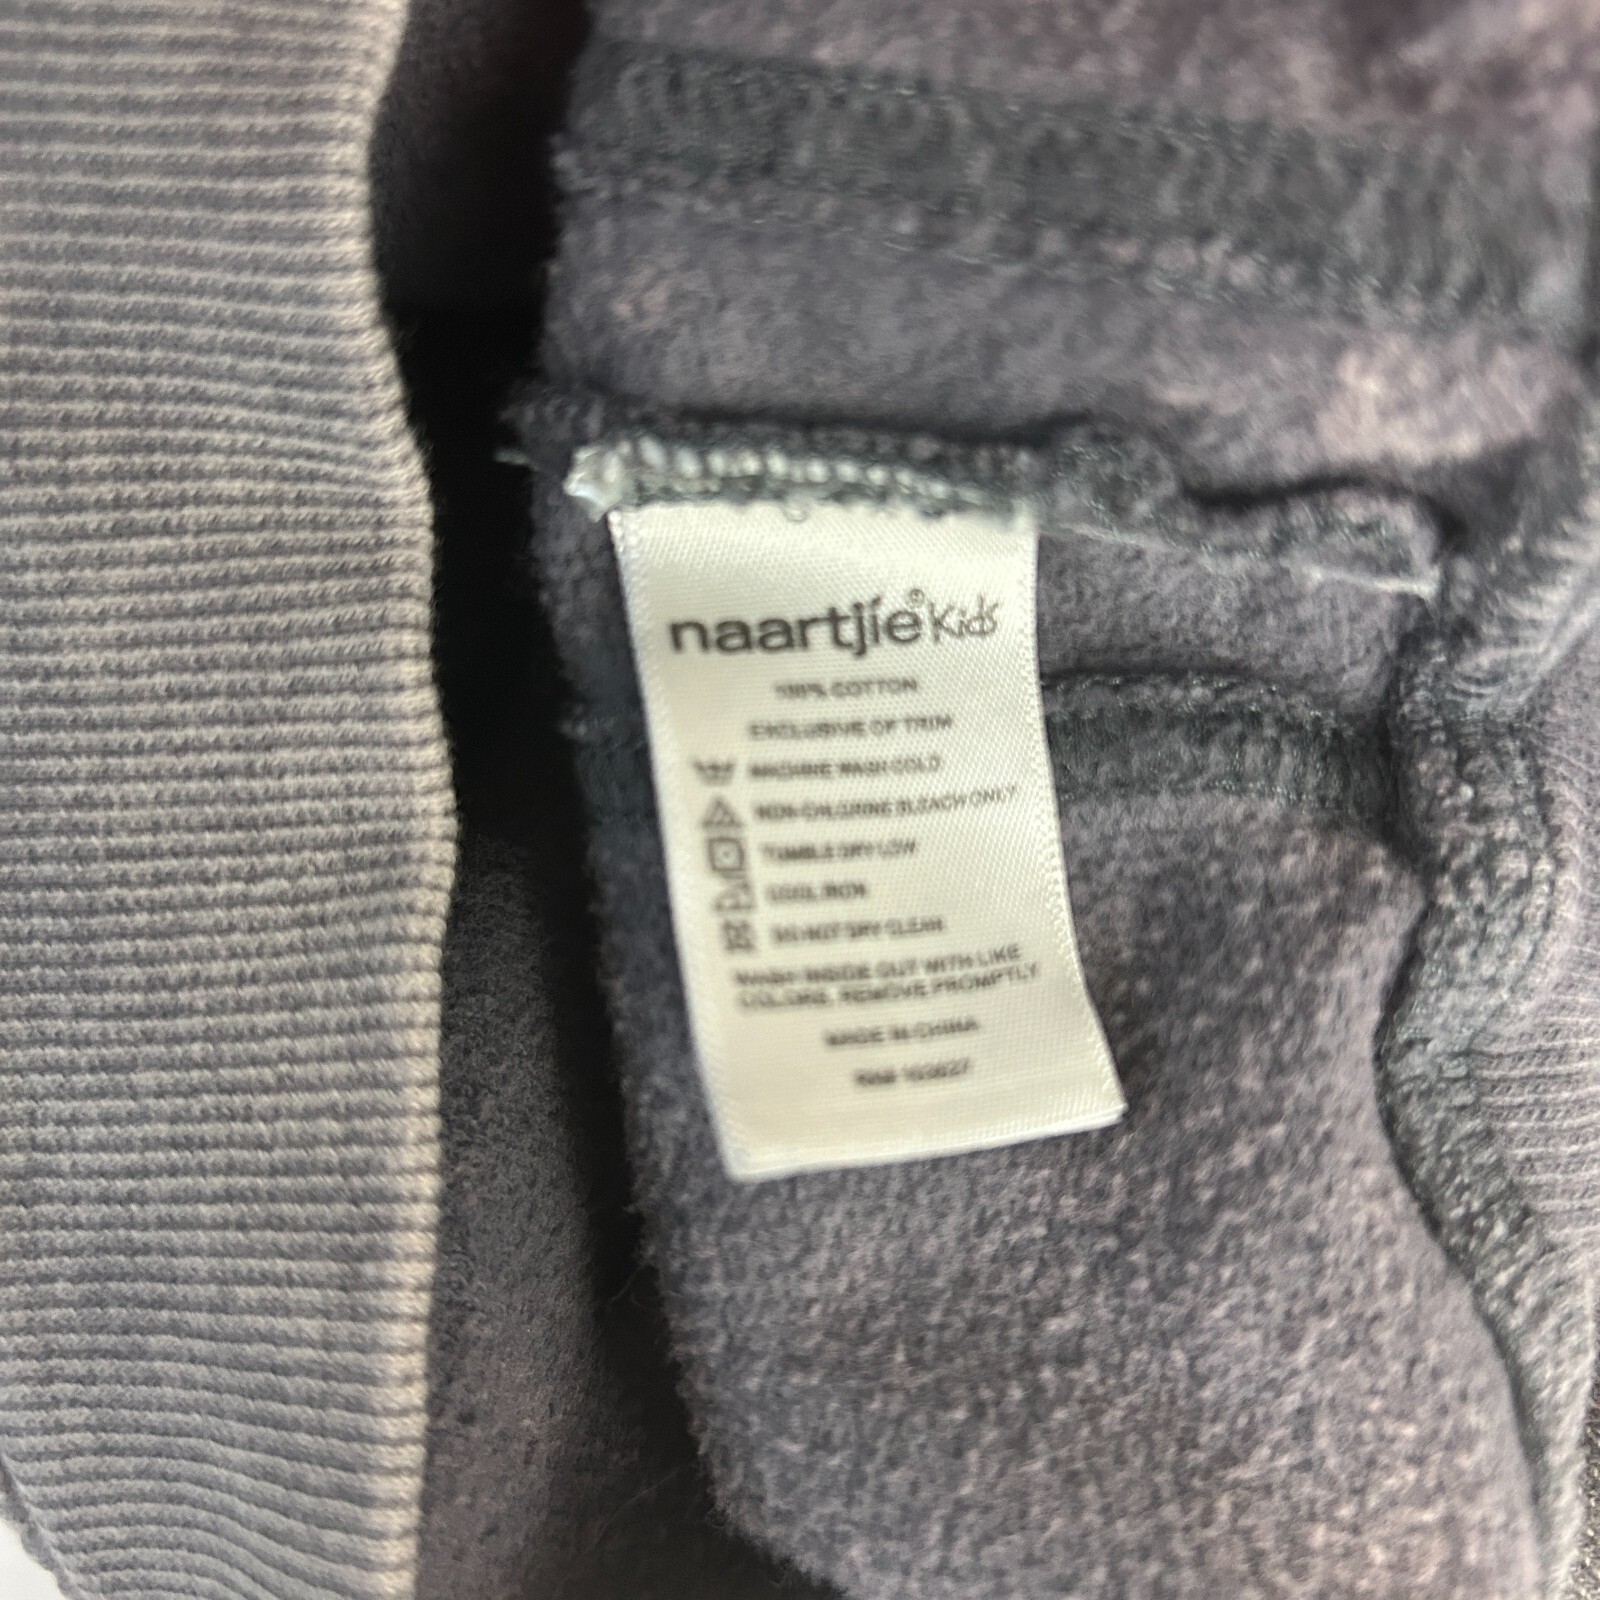 naartjie® Kids
100% COTTON
EXCLUSIVE OF TRIM
MACHINE WASH COLD
NON-CHLORINE BLEACH ONLY
TUMBLE DRY LOW
COOL IRON
DO NOT DRY CLEAN
INSIDE OUT WITH LIKE
COLORS, REMOVE PROMPTLY
MADE IN CHINA